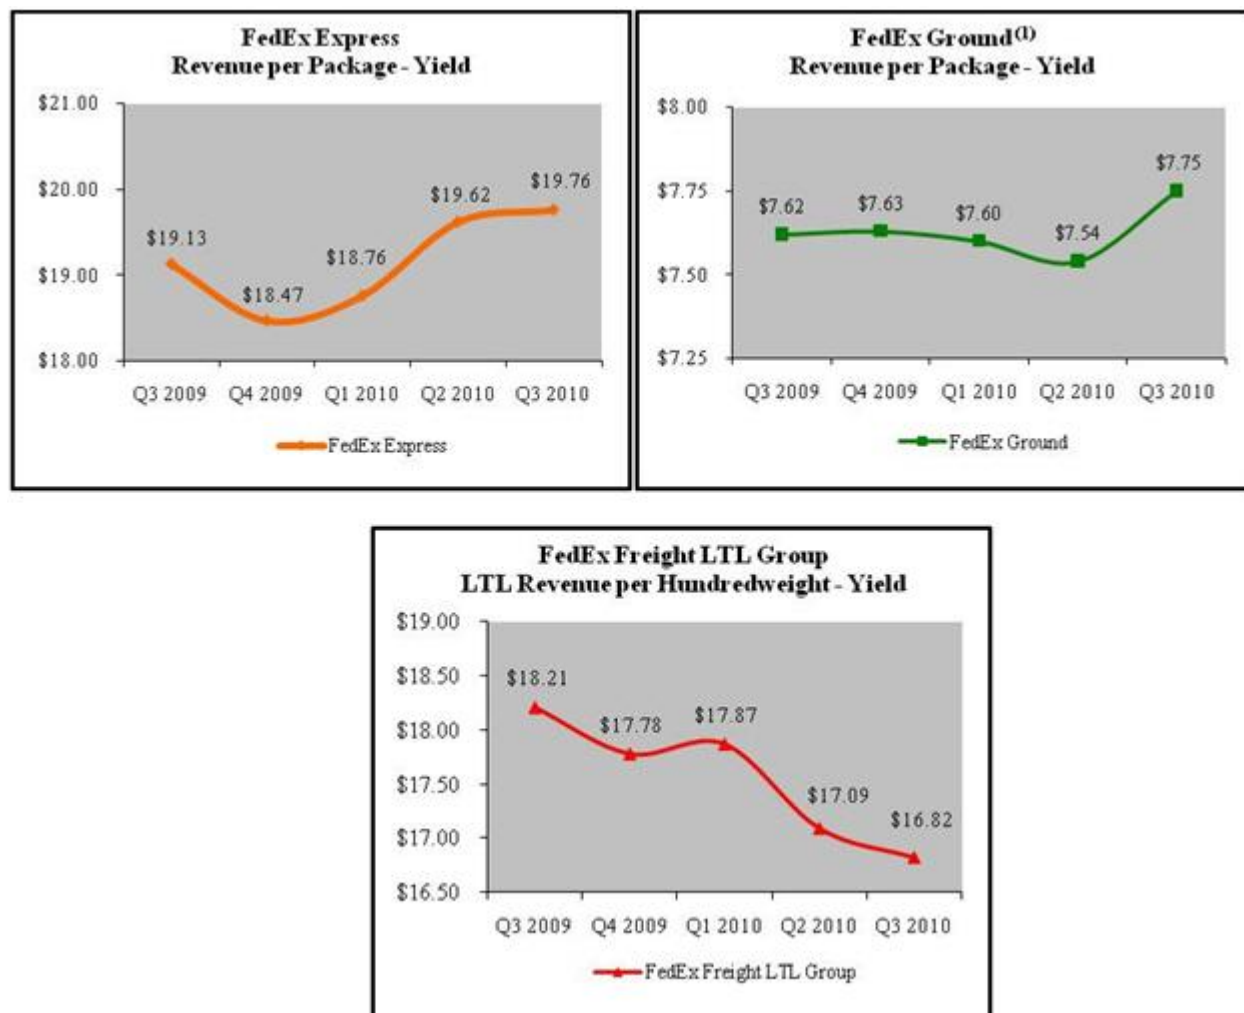 FedEx Express
Revenue per Package - Yield
$21.00
$20.00
$19.00
$18.00
$19.13
$18.47
$18.76
$19.62
$19.76
Q3 2009 Q4 2009 Q1 2010 Q2 2010 Q3 2010
FedEx Express
FedEx Ground(1)
Revenue per Package - Yield
$8.00
$7.75
$7.50
$7.25
$7.62
$7.63
$7.60
$7.54
$7.75
Q3 2009 Q4 2009 Q1 2010 Q2 2010 Q3 2010
FedEx Ground
FedEx Freight LTL Group
LTL Revenue per Hundredweight - Yield
$19.00
$18.50
$18.00
$17.50
$17.00
$16.50
$18.21
$17.78
$17.87
$17.09
$16.82
Q3 2009 Q4 2009 Q1 2010 Q2 2010 Q3 2010
FedEx Freight LTL Group